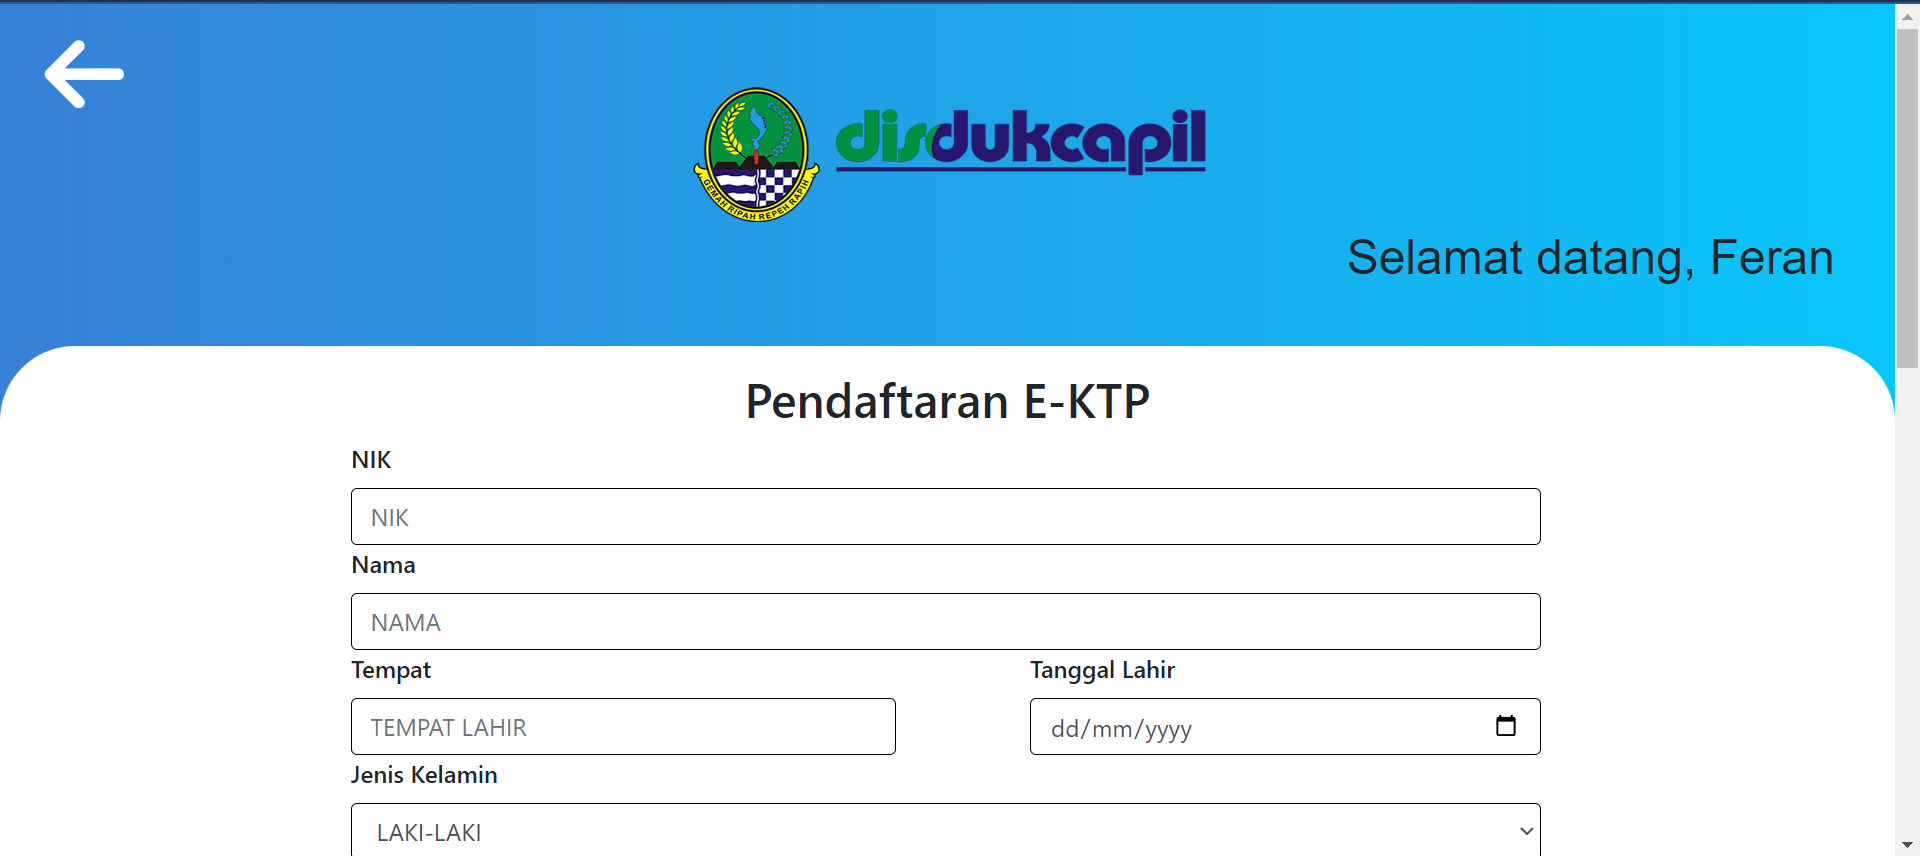 disdukcapil
GEMAH RIPAH REPEH RAPIH
Selamat datang, Feran
Pendaftaran E-KTP
NIK
NIK
Nama
NAMA
Tempat
Tanggal Lahir
TEMPAT LAHIR
dd/mm/yyyy
Jenis Kelamin
LAKI-LAKI